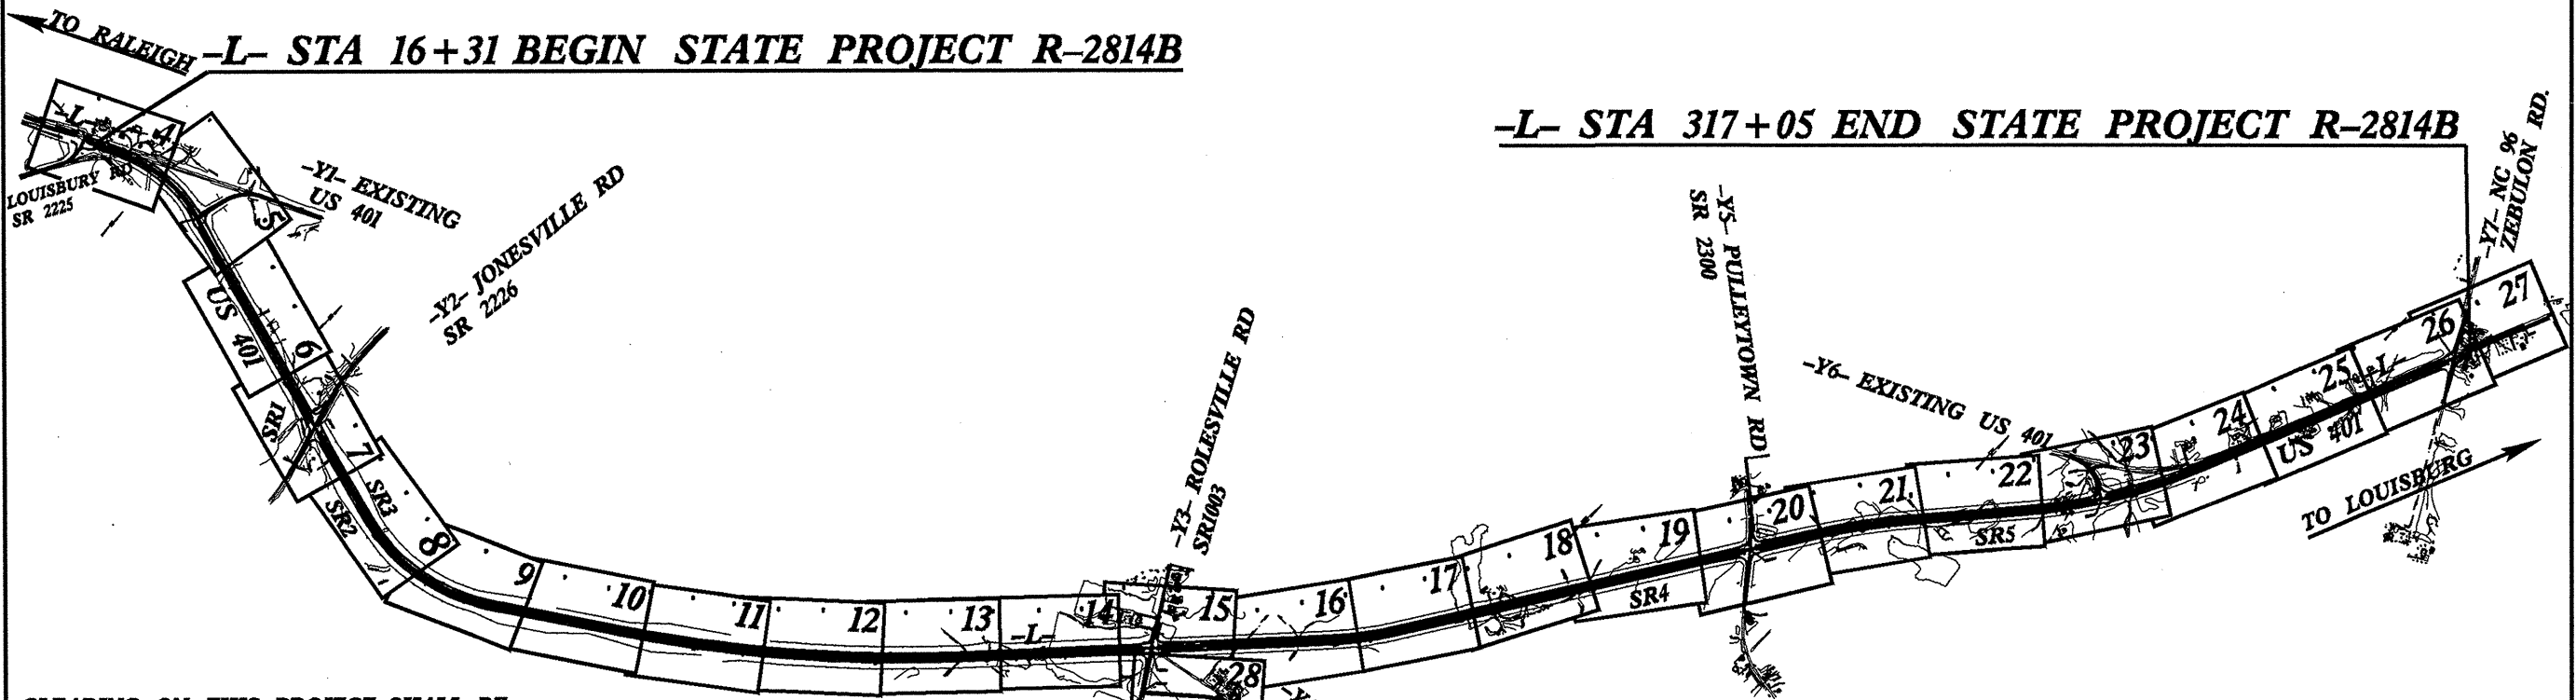 TO RALEIGH
–L– STA 16+31 BEGIN STATE PROJECT R–2814B
–L– STA 317+05 END STATE PROJECT R–2814B
–L–
4
LOUISBURY RD
SR 2225
5
–Y1– EXISTING
US 401
–Y2– JONESVILLE RD
SR 2226
US 401
6
SR1
7
SR2
SR3
8
9
10
11
12
13
–L–
14
–Y3– ROLESVILLE RD
SR1003
15
28
16
17
18
19
SR4
–Y5– PULLEYTOWN RD
SR 2300
20
21
22
SR5
–Y6– EXISTING US 401
23
24
25
–L–
US 401
26
27
–Y7– NC 96
ZEBULON RD.
TO LOUISBURG